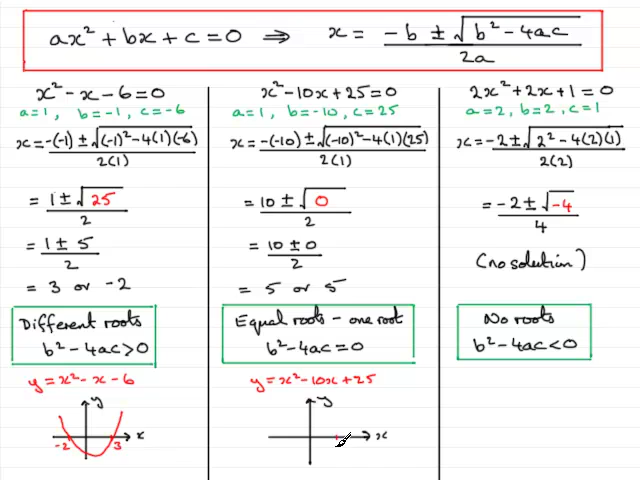 ax² + bx + c = 0 ⇒ x = (-b ± √(b² - 4ac)) / 2a
x² - x - 6 = 0
a=1, b=-1, c=-6
x = (-(-1) ± √((-1)² - 4(1)(-6))) / 2(1)
= (1 ± √25) / 2
= (1 ± 5) / 2
= 3 or -2
Different roots
b² - 4ac > 0
y = x² - x - 6
y
x
-2
3
x² - 10x + 25 = 0
a=1, b=-10, c=25
x = (-(-10) ± √((-10)² - 4(1)(25))) / 2(1)
= (10 ± √0) / 2
= (10 ± 0) / 2
= 5 or 5
Equal roots - one root
b² - 4ac = 0
y = x² - 10x + 25
y
x
2x² + 2x + 1 = 0
a=2, b=2, c=1
x = (-2 ± √(2² - 4(2)(1))) / 2(2)
= (-2 ± √-4) / 4
(no solution)
No roots
b² - 4ac < 0